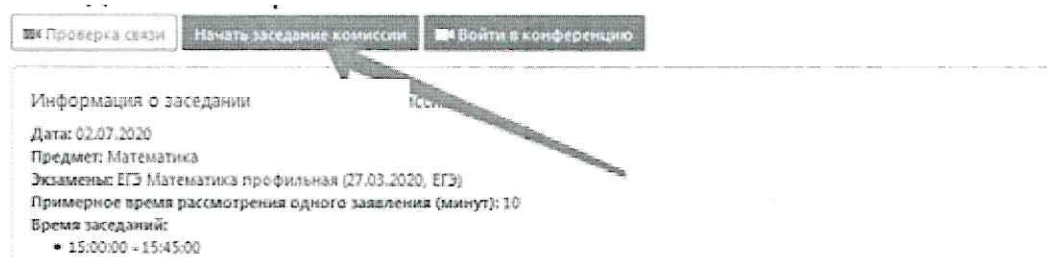 Проверка связи Начать заседание комиссии Войти в конференцию
Информация о заседании
Дата: 02.07.2020
Предмет: Математика
Экзамены: ЕГЭ Математика профильная (27.03.2020, ЕГЭ)
Примерное время рассмотрения одного заявления (минут): 10
Время заседаний:
• 15:00:00 - 15:45:00